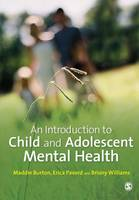 An Introduction to
Child and Adolescent
Mental Health
Maddie Burton, Erica Pavord and Briony Williams
SAGE